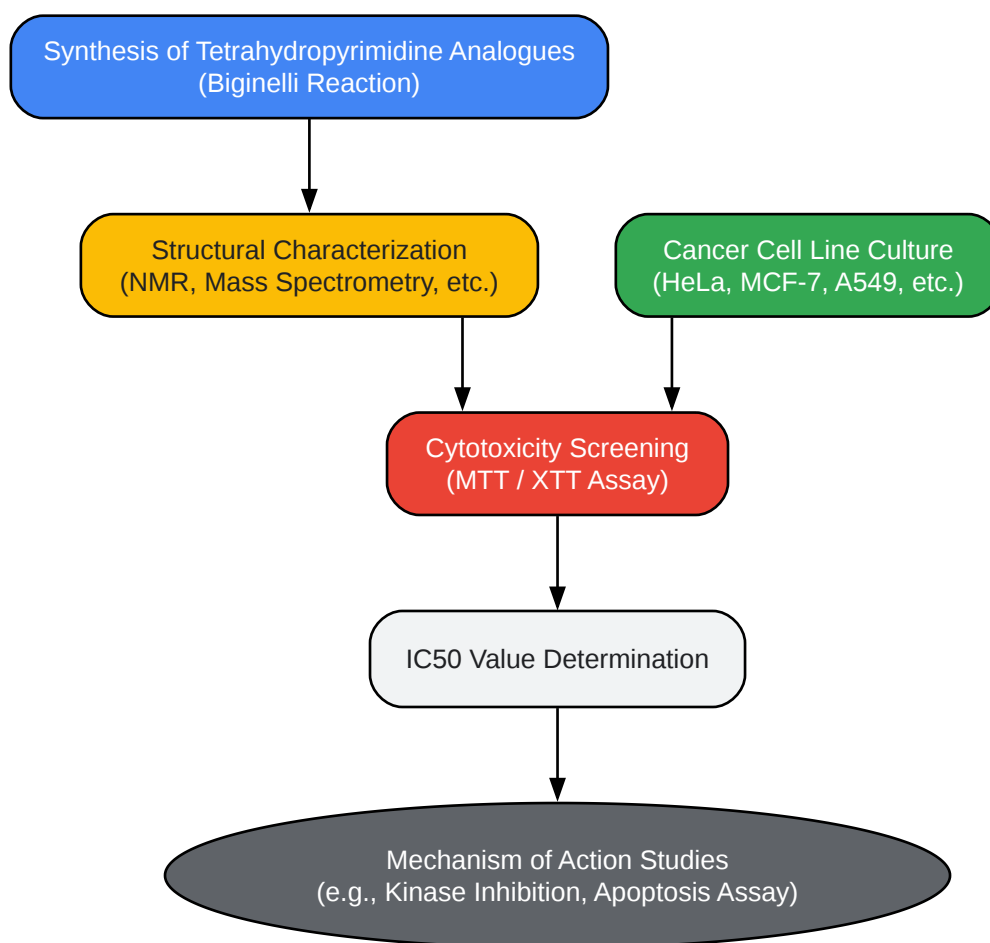 Synthesis of Tetrahydropyrimidine Analogues
(Biginelli Reaction)
Structural Characterization
(NMR, Mass Spectrometry, etc.)
Cancer Cell Line Culture
(HeLa, MCF-7, A549, etc.)
Cytotoxicity Screening
(MTT / XTT Assay)
IC50 Value Determination
Mechanism of Action Studies
(e.g., Kinase Inhibition, Apoptosis Assay)